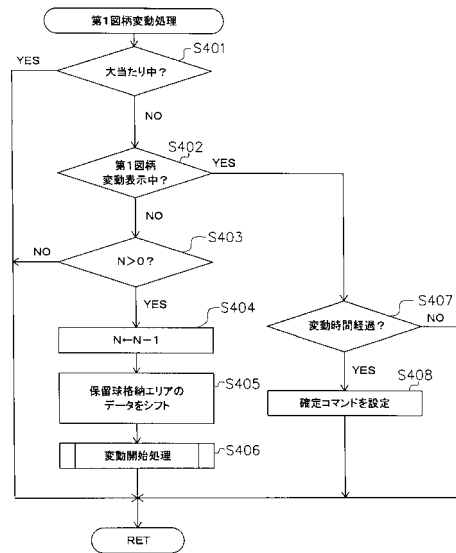 第1図柄変動処理
S401
YES
大当たり中？
NO
S402
第1図柄
変動表示中？
YES
NO
S403
NO
N＞0？
YES
S404
N←N－1
S407
変動時間経過？
NO
YES
S405
保留球格納エリアの
データをシフト
S408
確定コマンドを設定
S406
変動開始処理
RET